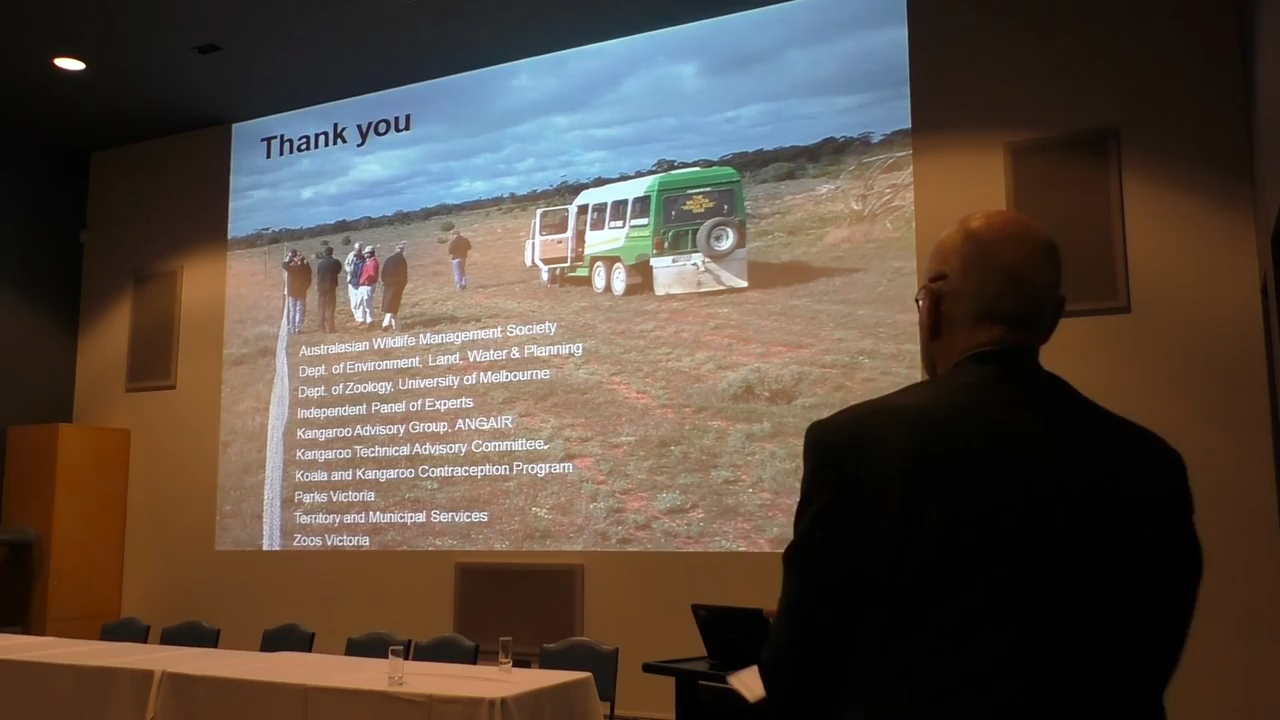 Thank you
Australasian Wildlife Management Society
Dept. of Environment, Land, Water & Planning
Dept. of Zoology, University of Melbourne
Independent Panel of Experts
Kangaroo Advisory Group, ANGAIR
Kangaroo Technical Advisory Committee.
Koala and Kangaroo Contraception Program
Parks Victoria
Territory and Municipal Services
Zoos Victoria